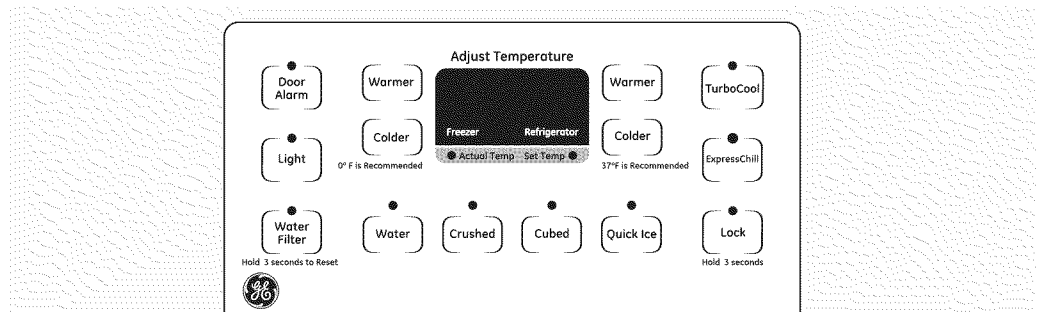 Adjust Temperature
Door
Alarm
Warmer
Warmer
TurboCool
Light
Colder
Freezer
Refrigerator
Colder
ExpressChill
0° F is Recommended
Actual Temp
Set Temp
37°F is Recommended
Water
Filter
Water
Crushed
Cubed
Quick Ice
Lock
Hold 3 seconds to Reset
Hold 3 seconds
GE